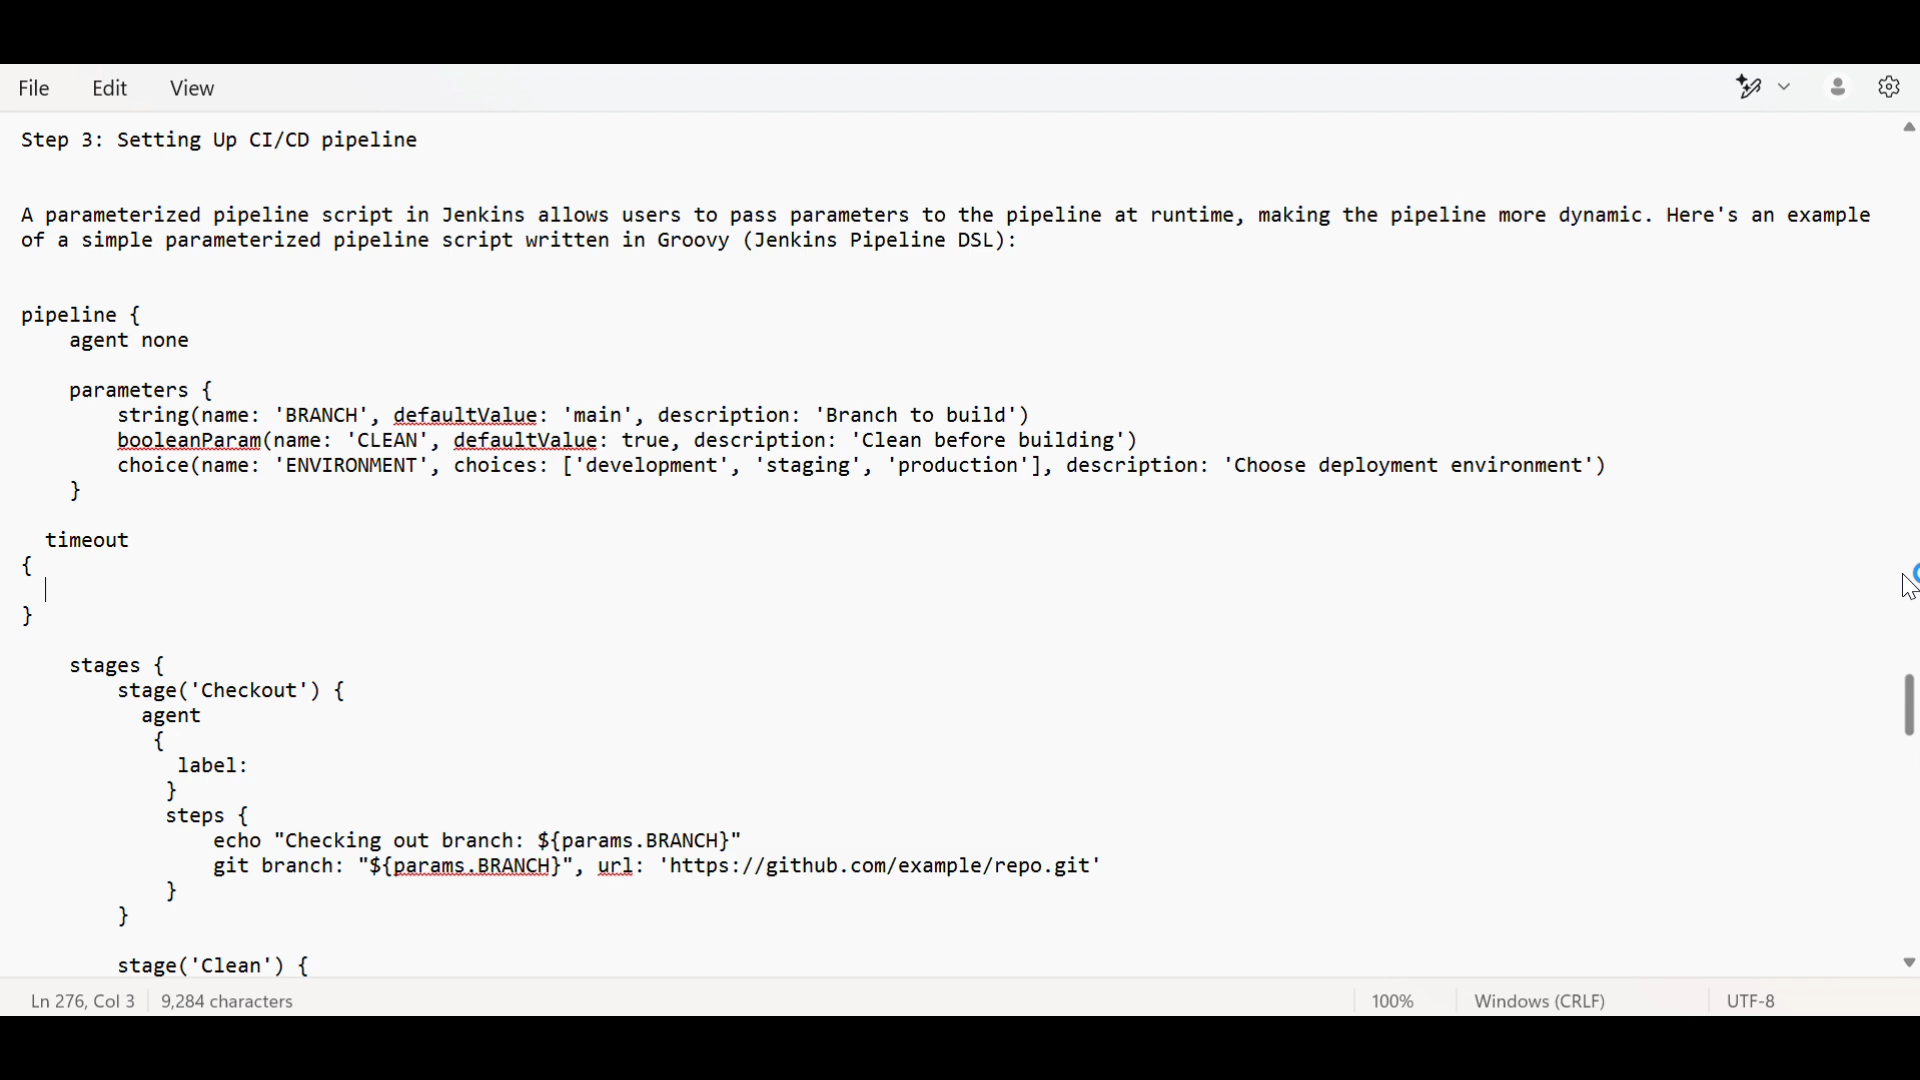 File Edit View
Step 3: Setting Up CI/CD pipeline
A parameterized pipeline script in Jenkins allows users to pass parameters to the pipeline at runtime, making the pipeline more dynamic. Here's an example
of a simple parameterized pipeline script written in Groovy (Jenkins Pipeline DSL):
pipeline {
    agent none
    parameters {
        string(name: 'BRANCH', defaultValue: 'main', description: 'Branch to build')
        booleanParam(name: 'CLEAN', defaultValue: true, description: 'Clean before building')
        choice(name: 'ENVIRONMENT', choices: ['development', 'staging', 'production'], description: 'Choose deployment environment')
    }
  timeout
{
}
    stages {
        stage('Checkout') {
          agent
           {
             label:
            }
            steps {
                echo "Checking out branch: ${params.BRANCH}"
                git branch: "${params.BRANCH}", url: 'https://github.com/example/repo.git'
            }
        }
        stage('Clean') {
Ln 276, Col 3 9,284 characters 100% Windows (CRLF) UTF-8